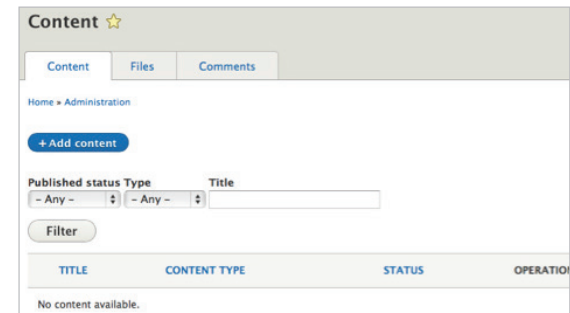 Content
Content Files Comments
Home » Administration
+ Add content
Published status Type Title
- Any - - Any -
Filter
TITLE CONTENT TYPE STATUS
No content available.